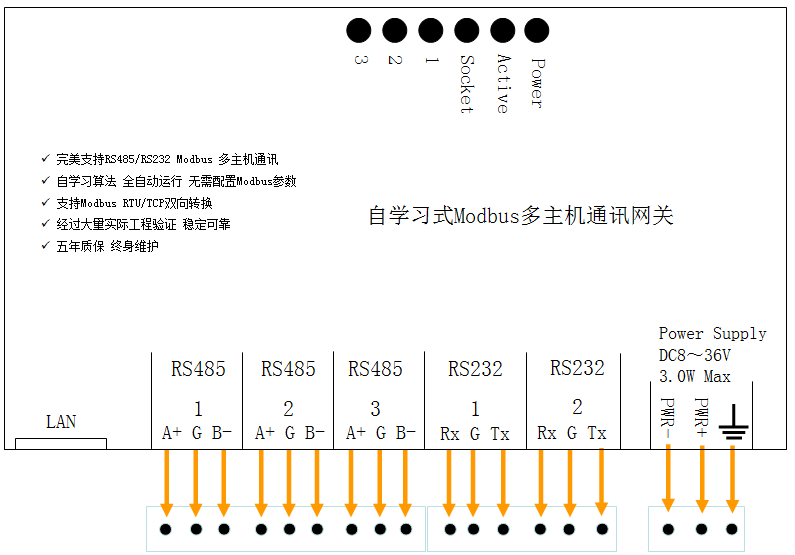 3 2 1 Socket Active Power
✓ 完美支持RS485/RS232 Modbus 多主机通讯
✓ 自学习算法 全自动运行 无需配置Modbus参数
✓ 支持Modbus RTU/TCP双向转换
✓ 经过大量实际工程验证 稳定可靠
✓ 五年质保 终身维护
自学习式Modbus多主机通讯网关
Power Supply
DC8～36V
3.0W Max
RS485 RS485 RS485 RS232 RS232
1 2 3 1 2
A+ G B- A+ G B- A+ G B- Rx G Tx Rx G Tx
PWR- PWR+
LAN